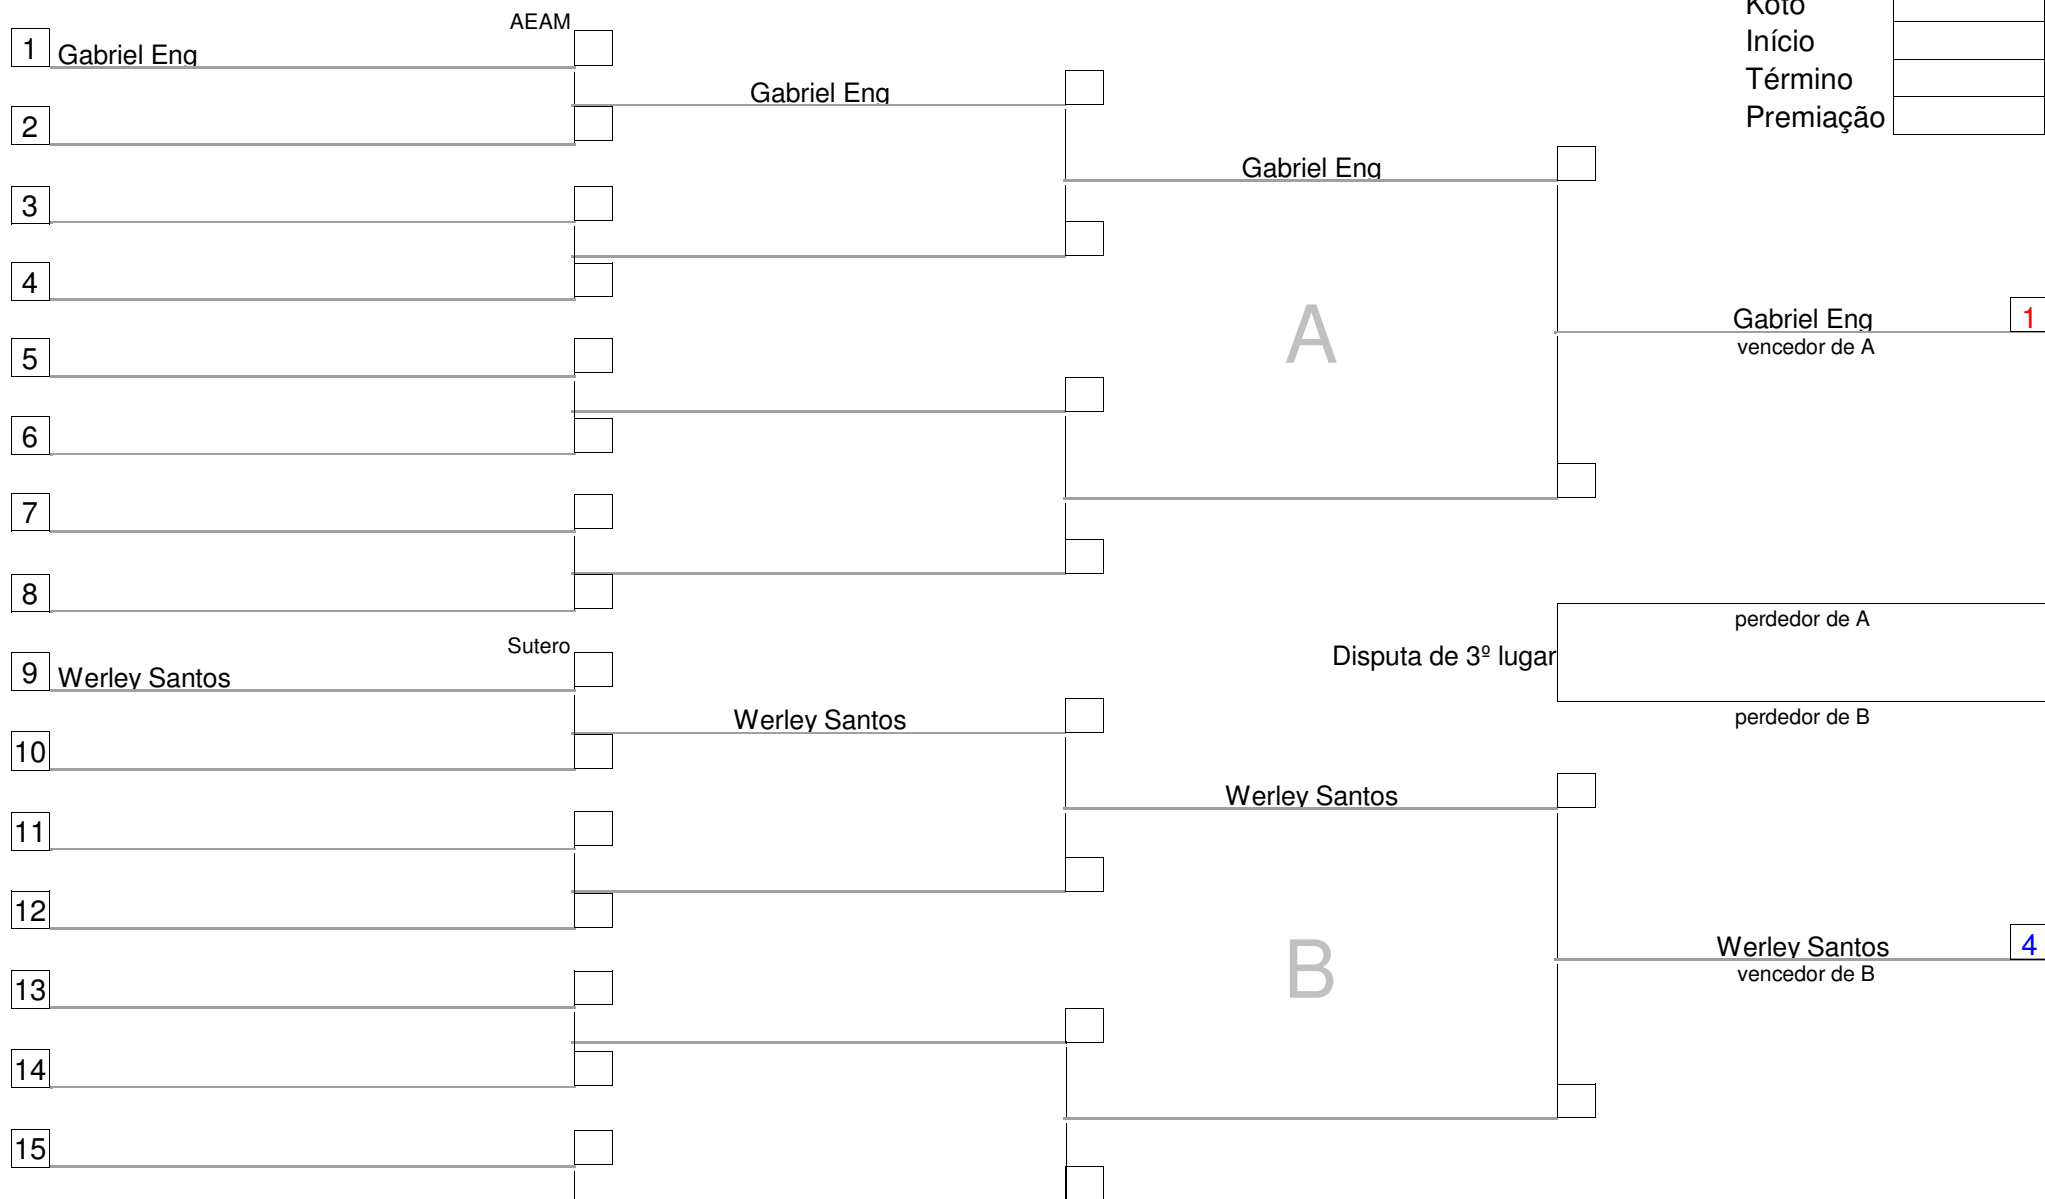 Koto
AEAM
Início
1 Gabriel Eng
Término
Gabriel Eng
Premiação
2
Gabriel Eng
3
4
A
Gabriel Eng 1
vencedor de A
5
6
7
8
perdedor de A
Sutero
Disputa de 3º lugar
9 Werley Santos
perdedor de B
Werley Santos
10
Werley Santos
11
12
B
Werley Santos 4
vencedor de B
13
14
15